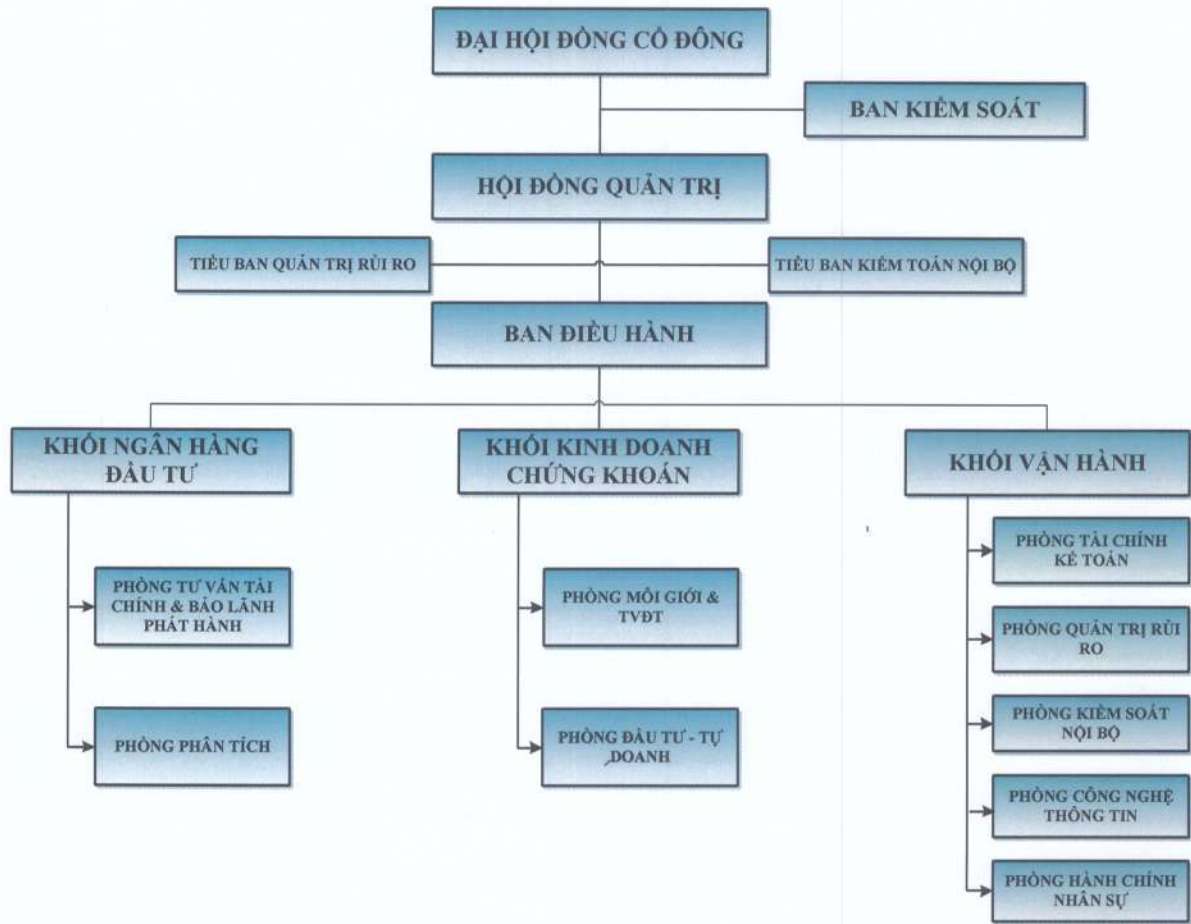 ĐẠI HỘI ĐỒNG CỔ ĐÔNG
BAN KIỂM SOÁT
HỘI ĐỒNG QUẢN TRỊ
TIỂU BAN QUẢN TRỊ RỦI RO
TIỂU BAN KIỂM TOÁN NỘI BỘ
BAN ĐIỀU HÀNH
KHỐI NGÂN HÀNG
ĐẦU TƯ
KHỐI KINH DOANH
CHỨNG KHOÁN
KHỐI VẬN HÀNH
PHÒNG TƯ VẤN TÀI
CHÍNH & BẢO LÃNH
PHÁT HÀNH
PHÒNG PHÂN TÍCH
PHÒNG MÔI GIỚI &
TVĐT
PHÒNG ĐẦU TƯ - TỰ
DOANH
PHÒNG TÀI CHÍNH
KẾ TOÁN
PHÒNG QUẢN TRỊ RỦI
RO
PHÒNG KIỂM SOÁT
NỘI BỘ
PHÒNG CÔNG NGHỆ
THÔNG TIN
PHÒNG HÀNH CHÍNH
NHÂN SỰ